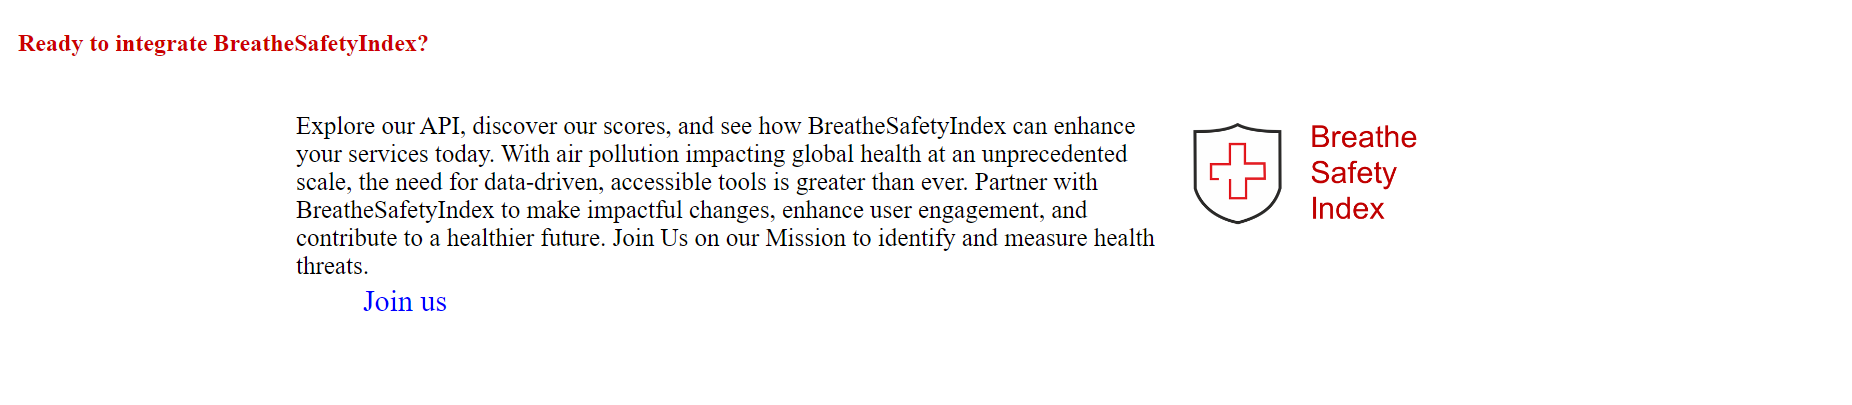 Ready to integrate BreatheSafetyIndex?
Explore our API, discover our scores, and see how BreatheSafetyIndex can enhance
your services today. With air pollution impacting global health at an unprecedented
scale, the need for data-driven, accessible tools is greater than ever. Partner with
BreatheSafetyIndex to make impactful changes, enhance user engagement, and
contribute to a healthier future. Join Us on our Mission to identify and measure health
threats.
Join us
Breathe
Safety
Index